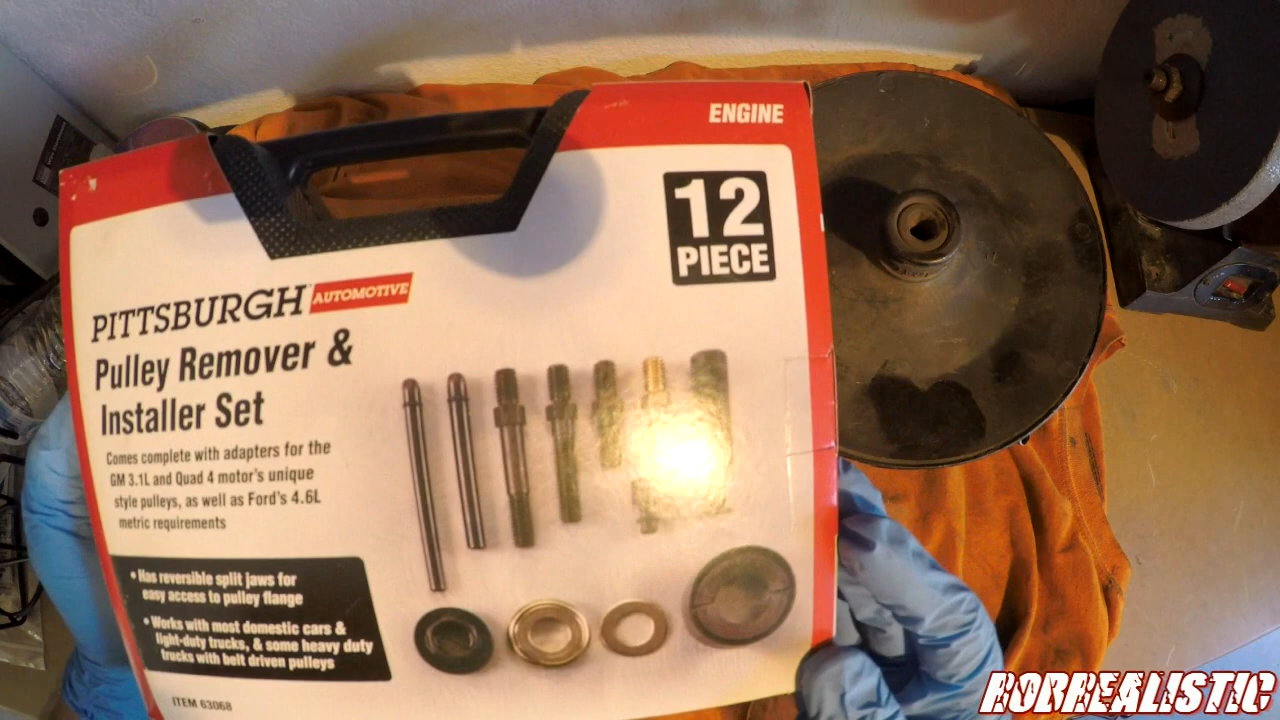 ENGINE
12
PIECE
PITTSBURGH AUTOMOTIVE
Pulley Remover &
Installer Set
Comes complete with adapters for the
GM 3.1L and Quad 4 motor's unique
style pulleys, as well as Ford's 4.6L
metric requirements
• Has reversible split jaws for
easy access to pulley flange
• Works with most domestic cars &
light-duty trucks, & some heavy duty
trucks with belt driven pulleys
ITEM 63068
RORREALISTIC